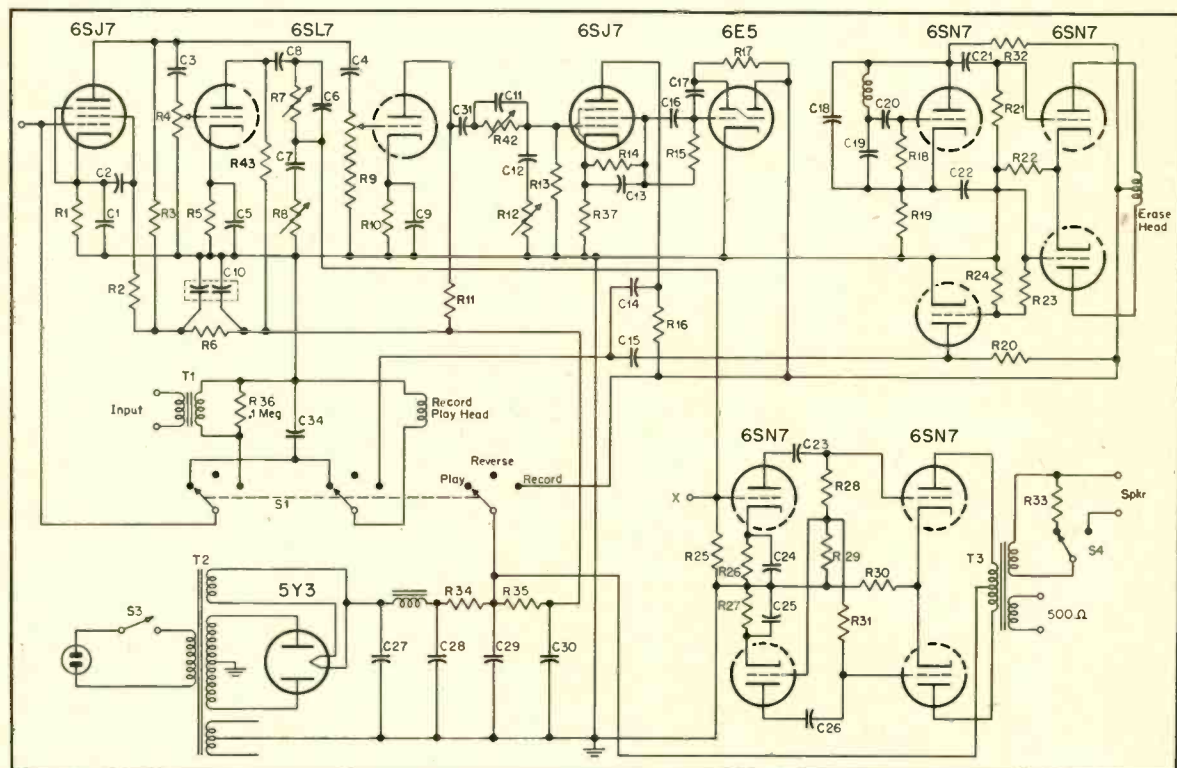 6SJ7 6SL7 6SJ7 6E5 6SN7 6SN7
C3
C8
C4
R17
C21
R32
R7
C6
C31
C11
C17
C16
C18
C20
R21
R4
R43
R42
C19
R18
C7
R9
C12
R13
R14
R15
C22
R22
C2
R1
C1
R3
R5
C5
R8
R10
C9
R12
C13
R37
R19
Erase
Head
C10
R2
R11
C14
R24
R23
R6
C15
R16
R20
T1
Input
R36
.1 Meg
C34
Record
Play Head
6SN7
C23
6SN7
Reverse
Play
Record
S1
X
R28
R33
Spkr
T2
R25
R26
C24
R29
R30
T3
S4
5Y3
R34
R35
R27
C25
R31
500Ω
S3
C27
C28
C29
C30
C26